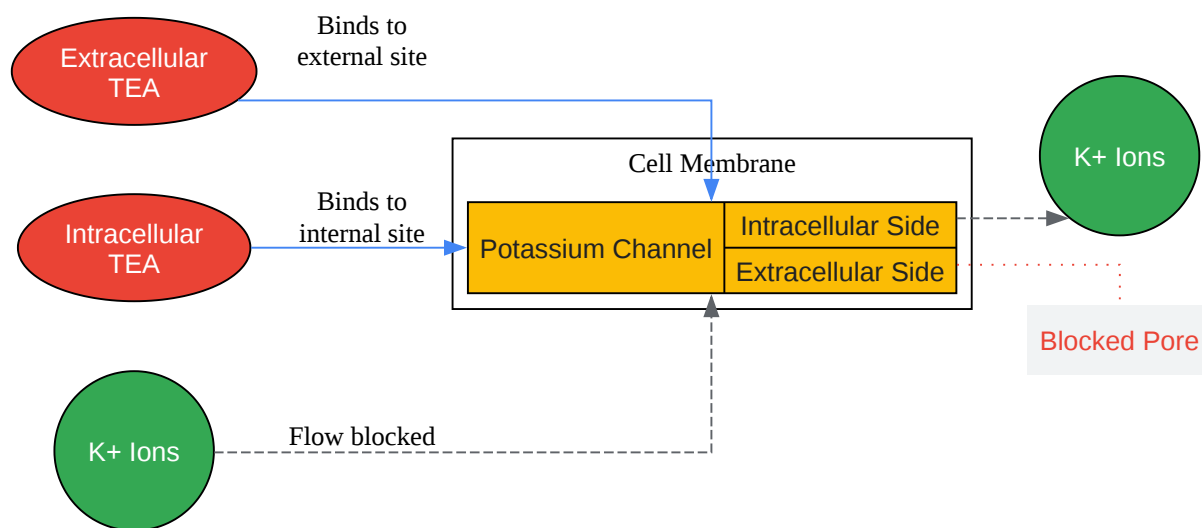 Extracellular
TEA
Binds to
external site
Cell Membrane
K+ Ions
Intracellular
TEA
Binds to
internal site
Potassium Channel
Intracellular Side
Extracellular Side
Blocked Pore
K+ Ions
Flow blocked